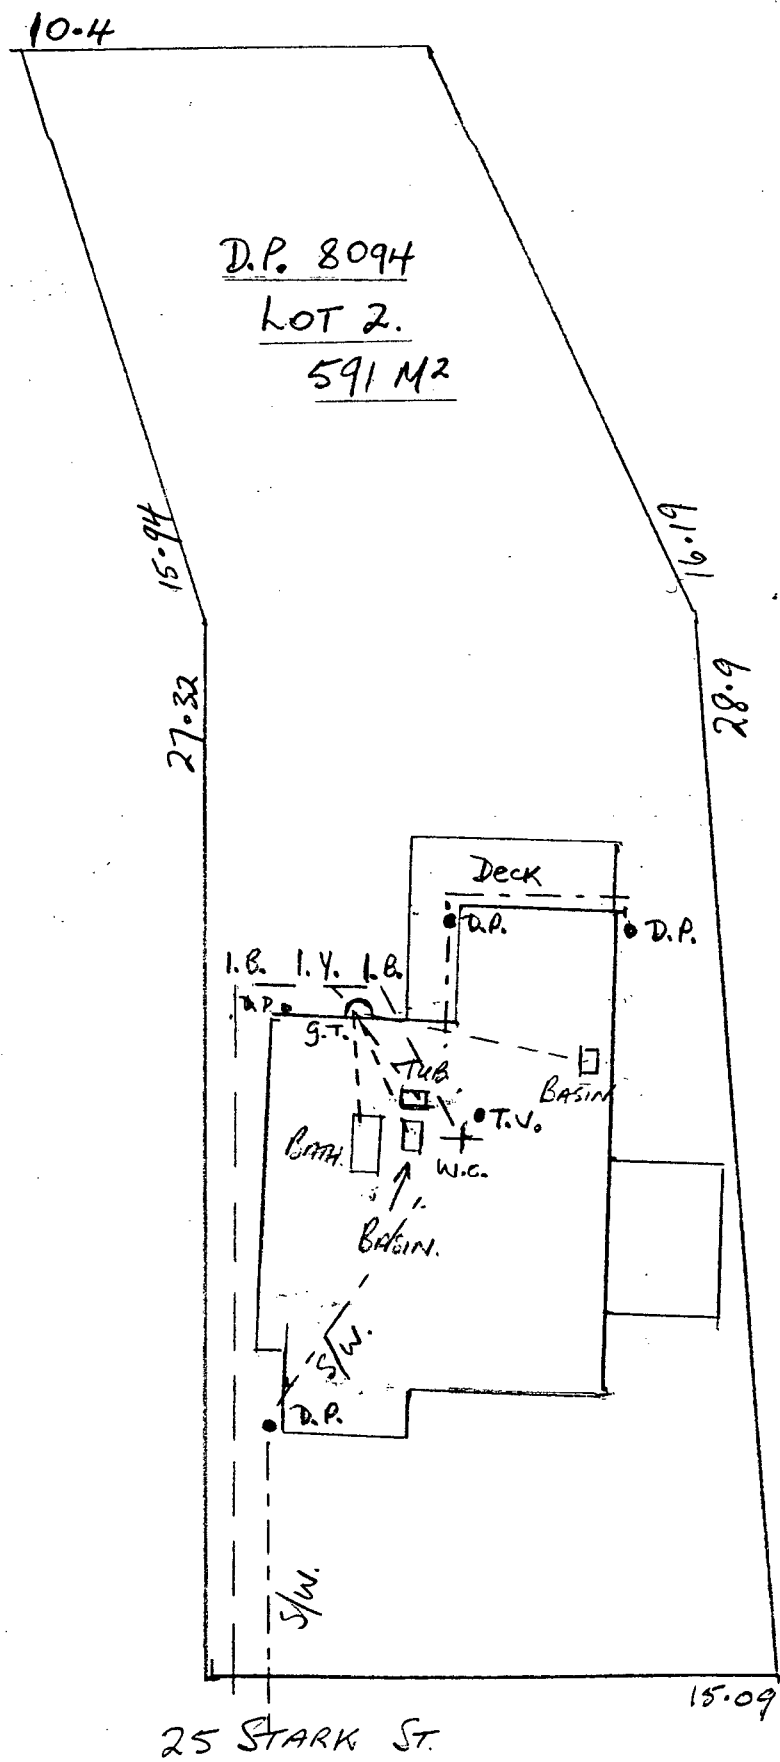 10.4
D.P. 8094
LOT 2.
591 M2
15.94
16.19
27.32
28.9
Deck
D.P.
D.P.
I.B. I.Y. I.B.
D.P.
G.T.
TUB
BASIN
T.V.
BATH.
W.C.
BASIN.
S/W.
D.P.
S/W.
15.09
25 STARK ST.